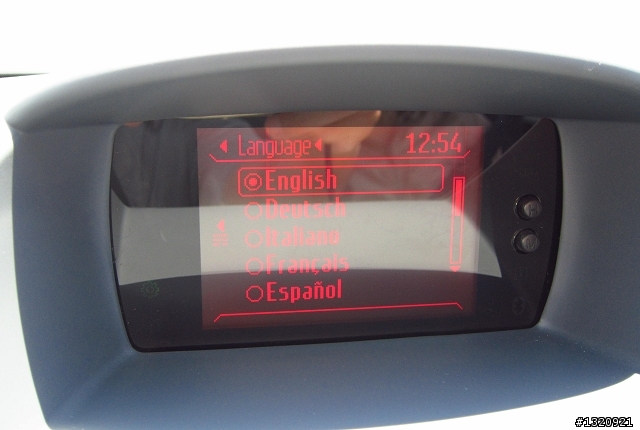 Language
12:54
English
Deutsch
Italiano
Français
Español
#1320921